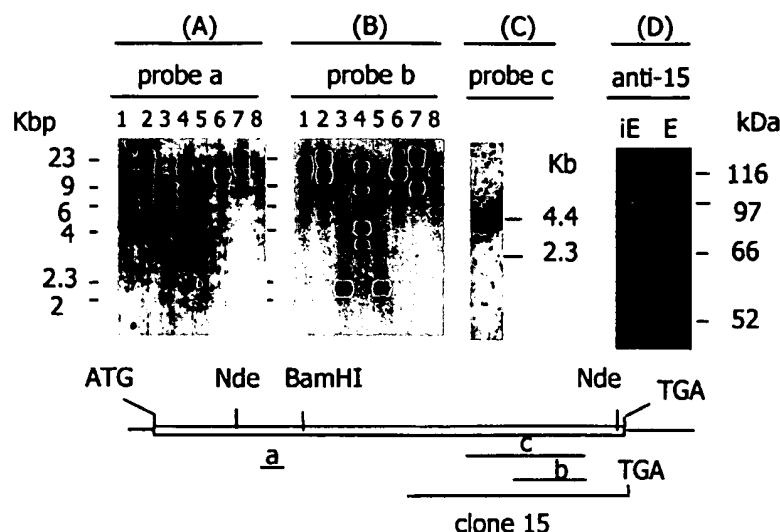 (A) (B) (C) (D)
probe a probe b probe c anti-15
Kbp 1 2 3 4 5 6 7 8 1 2 3 4 5 6 7 8 iE E kDa
23 Kb 116
9 4.4 97
6 2.3 66
4 52
2.3
2
ATG Nde BamHI Nde TGA
a c
b TGA
clone 15